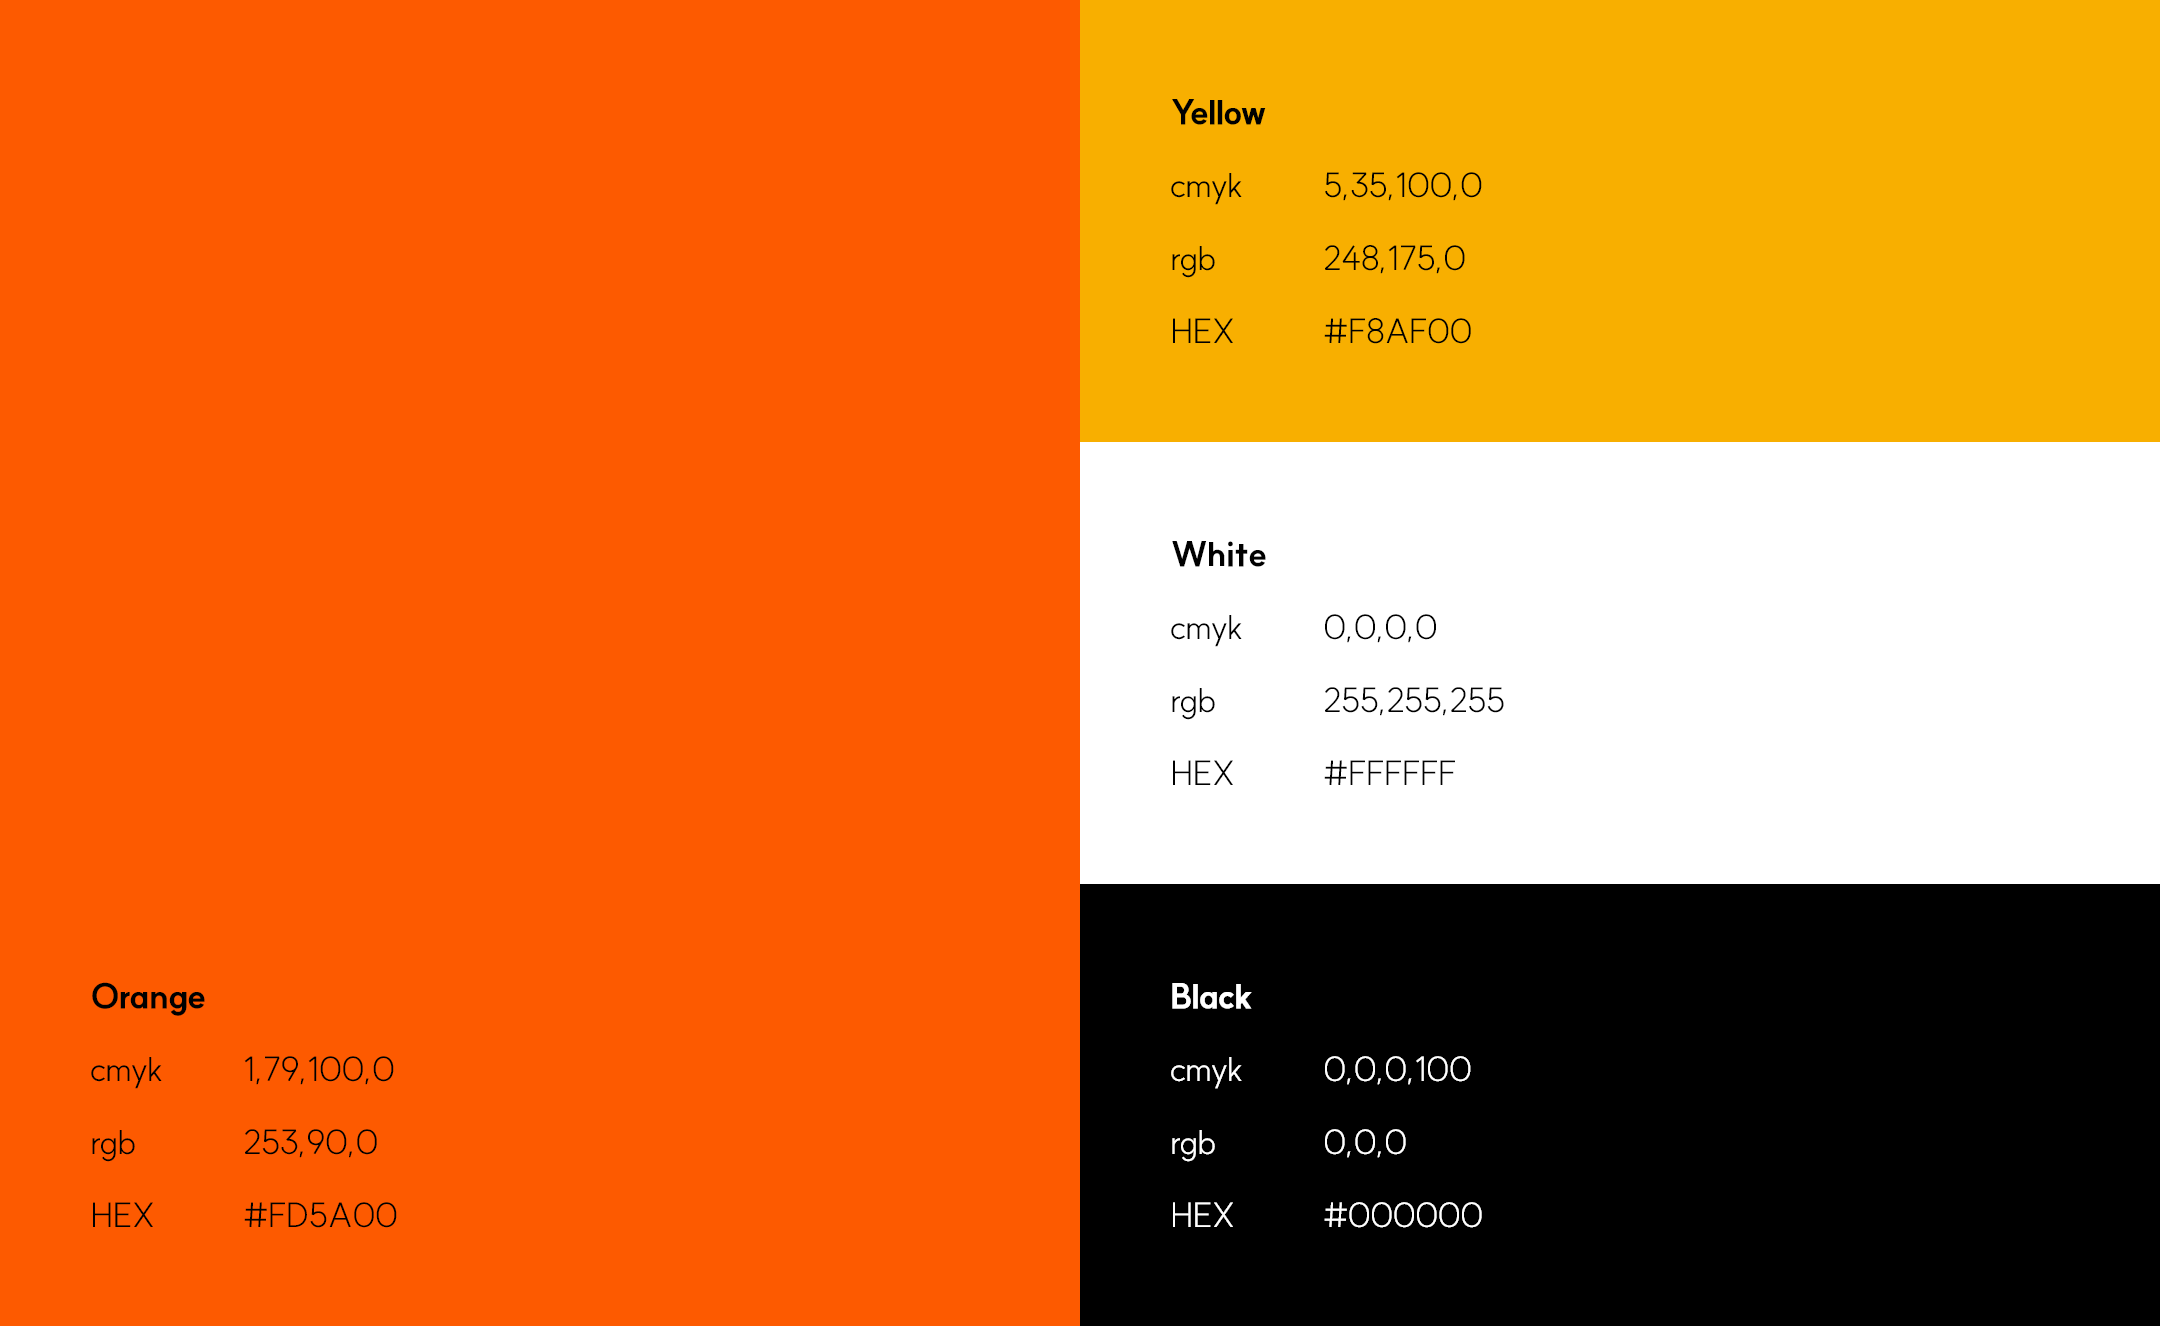 Orange
cmyk 1,79,100,0
rgb 253,90,0
HEX #FD5A00
Yellow
cmyk 5,35,100,0
rgb 248,175,0
HEX #F8AF00
White
cmyk 0,0,0,0
rgb 255,255,255
HEX #FFFFFF
Black
cmyk 0,0,0,100
rgb 0,0,0
HEX #000000